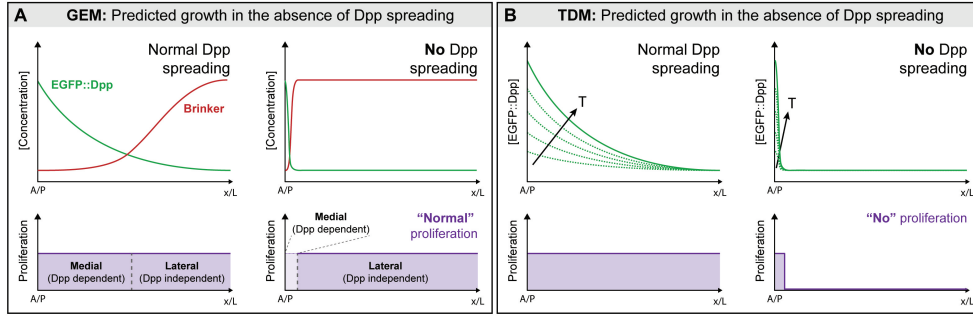 A GEM: Predicted growth in the absence of Dpp spreading
Normal Dpp
spreading
EGFP::Dpp
Brinker
[Concentration]
A/P
x/L
No Dpp
spreading
[Concentration]
A/P
x/L
Proliferation
Medial
(Dpp dependent)
Lateral
(Dpp independent)
A/P
x/L
Medial
(Dpp dependent)
“Normal”
proliferation
Proliferation
Lateral
(Dpp independent)
A/P
x/L
B TDM: Predicted growth in the absence of Dpp spreading
Normal Dpp
spreading
T
[EGFP::Dpp]
A/P
x/L
No Dpp
spreading
T
[EGFP::Dpp]
A/P
x/L
Proliferation
A/P
x/L
“No” proliferation
Proliferation
A/P
x/L